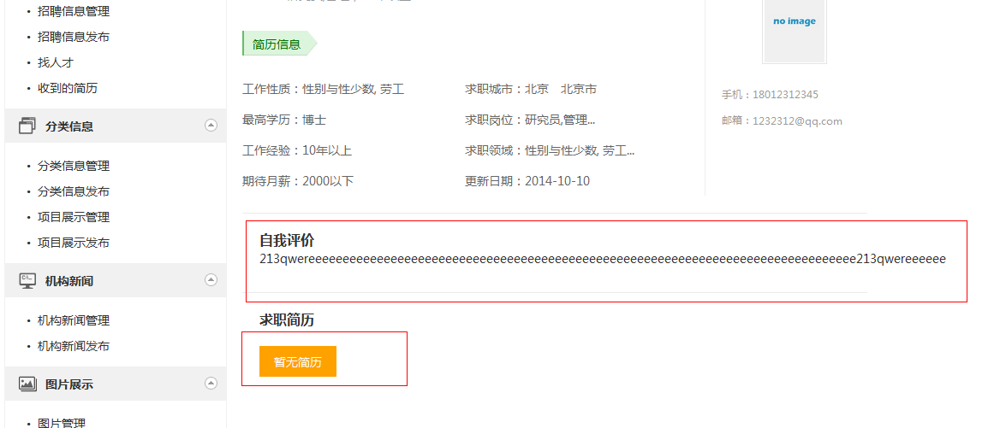 招聘信息管理
招聘信息发布
找人才
收到的简历
分类信息
分类信息管理
分类信息发布
项目展示管理
项目展示发布
机构新闻
机构新闻管理
机构新闻发布
图片展示
图片管理
简历信息
工作性质：性别与性少数, 劳工
求职城市：北京 北京市
最高学历：博士
求职岗位：研究员,管理...
工作经验：10年以上
求职领域：性别与性少数, 劳工...
期待月薪：2000以下
更新日期：2014-10-10
no image
手机：18012312345
邮箱：1232312@qq.com
自我评价
213qwereeeeeeeeeeeeeeeeeeeeeeeeeeeeeeeeeeeeeeeeeeeeeeeeeeeeeeeeeeeeeeeeeeeeeeeeeeeeeeeee213qwereeeeee
求职简历
暂无简历